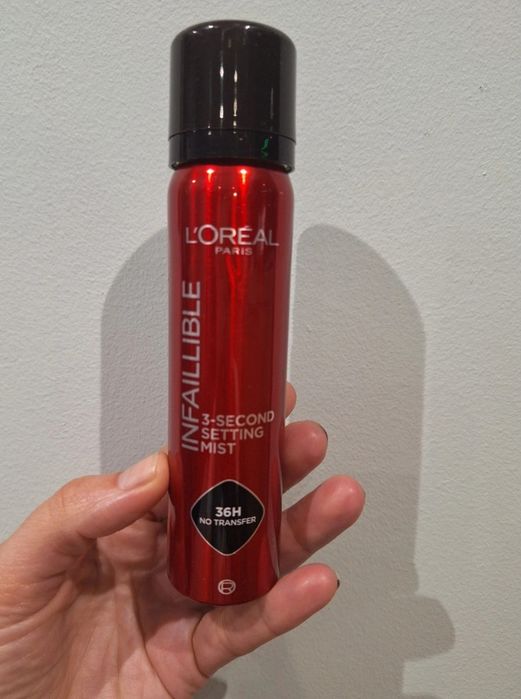 L'ORÉAL
PARIS
INFAILLIBLE
3-SECOND
SETTING
MIST
36H
NO TRANSFER